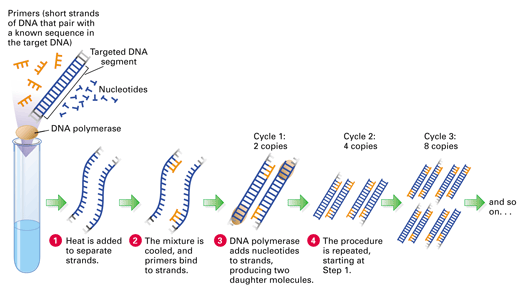 Primers (short strands
of DNA that pair with
a known sequence in
the target DNA)
Targeted DNA
segment
Nucleotides
DNA polymerase
Cycle 1:
2 copies
Cycle 2:
4 copies
Cycle 3:
8 copies
and so
on. . .
1 Heat is added to
separate
strands.
2 The mixture is
cooled, and
primers bind
to strands.
3 DNA polymerase
adds nucleotides
to strands,
producing two
daughter molecules.
4 The procedure
is repeated,
starting at
Step 1.